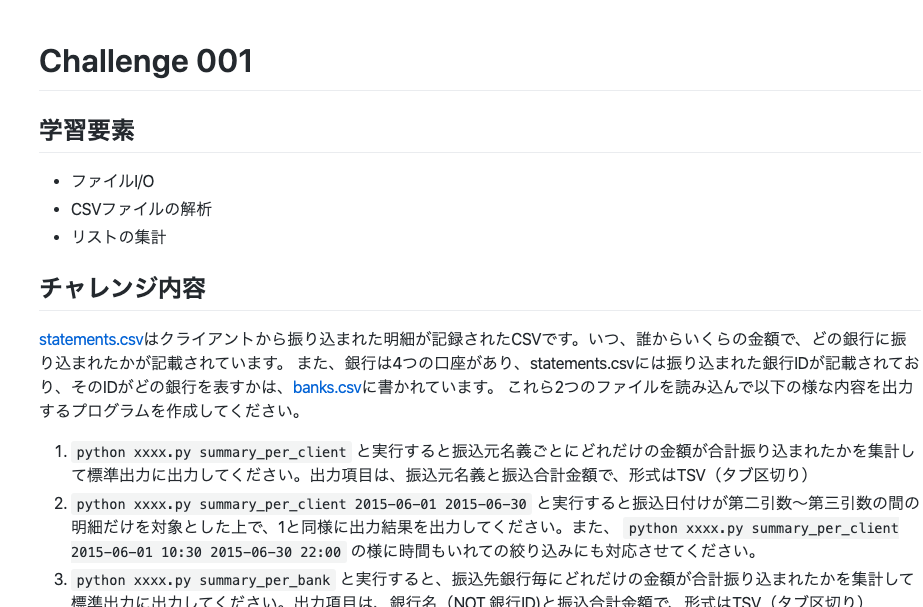 Challenge 001
学習要素
• ファイルI/O
• CSVファイルの解析
• リストの集計
チャレンジ内容
statements.csvはクライアントから振り込まれた明細が記録されたCSVです。いつ、誰からいくらの金額で、どの銀行に振
り込まれたかが記載されています。 また、銀行は4つの口座があり、statements.csvには振り込まれた銀行IDが記載されてお
り、そのIDがどの銀行を表すかは、banks.csvに書かれています。 これら2つのファイルを読み込んで以下の様な内容を出力
するプログラムを作成してください。
1. python xxxx.py summary_per_client と実行すると振込元名義ごとにどれだけの金額が合計振り込まれたかを集計し
て標準出力に出力してください。出力項目は、振込元名義と振込合計金額で、形式はTSV（タブ区切り）
2. python xxxx.py summary_per_client 2015-06-01 2015-06-30 と実行すると振込日付けが第二引数〜第三引数の間の
明細だけを対象とした上で、1と同様に出力結果を出力してください。また、 python xxxx.py summary_per_client
2015-06-01 10:30 2015-06-30 22:00 の様に時間もいれての絞り込みにも対応させてください。
3. python xxxx.py summary_per_bank と実行すると、振込先銀行毎にどれだけの金額が合計振り込まれたかを集計して
標準出力に出力してください。出力項目は、銀行名（NOT 銀行ID)と振込合計金額で、形式はTSV（タブ区切り）